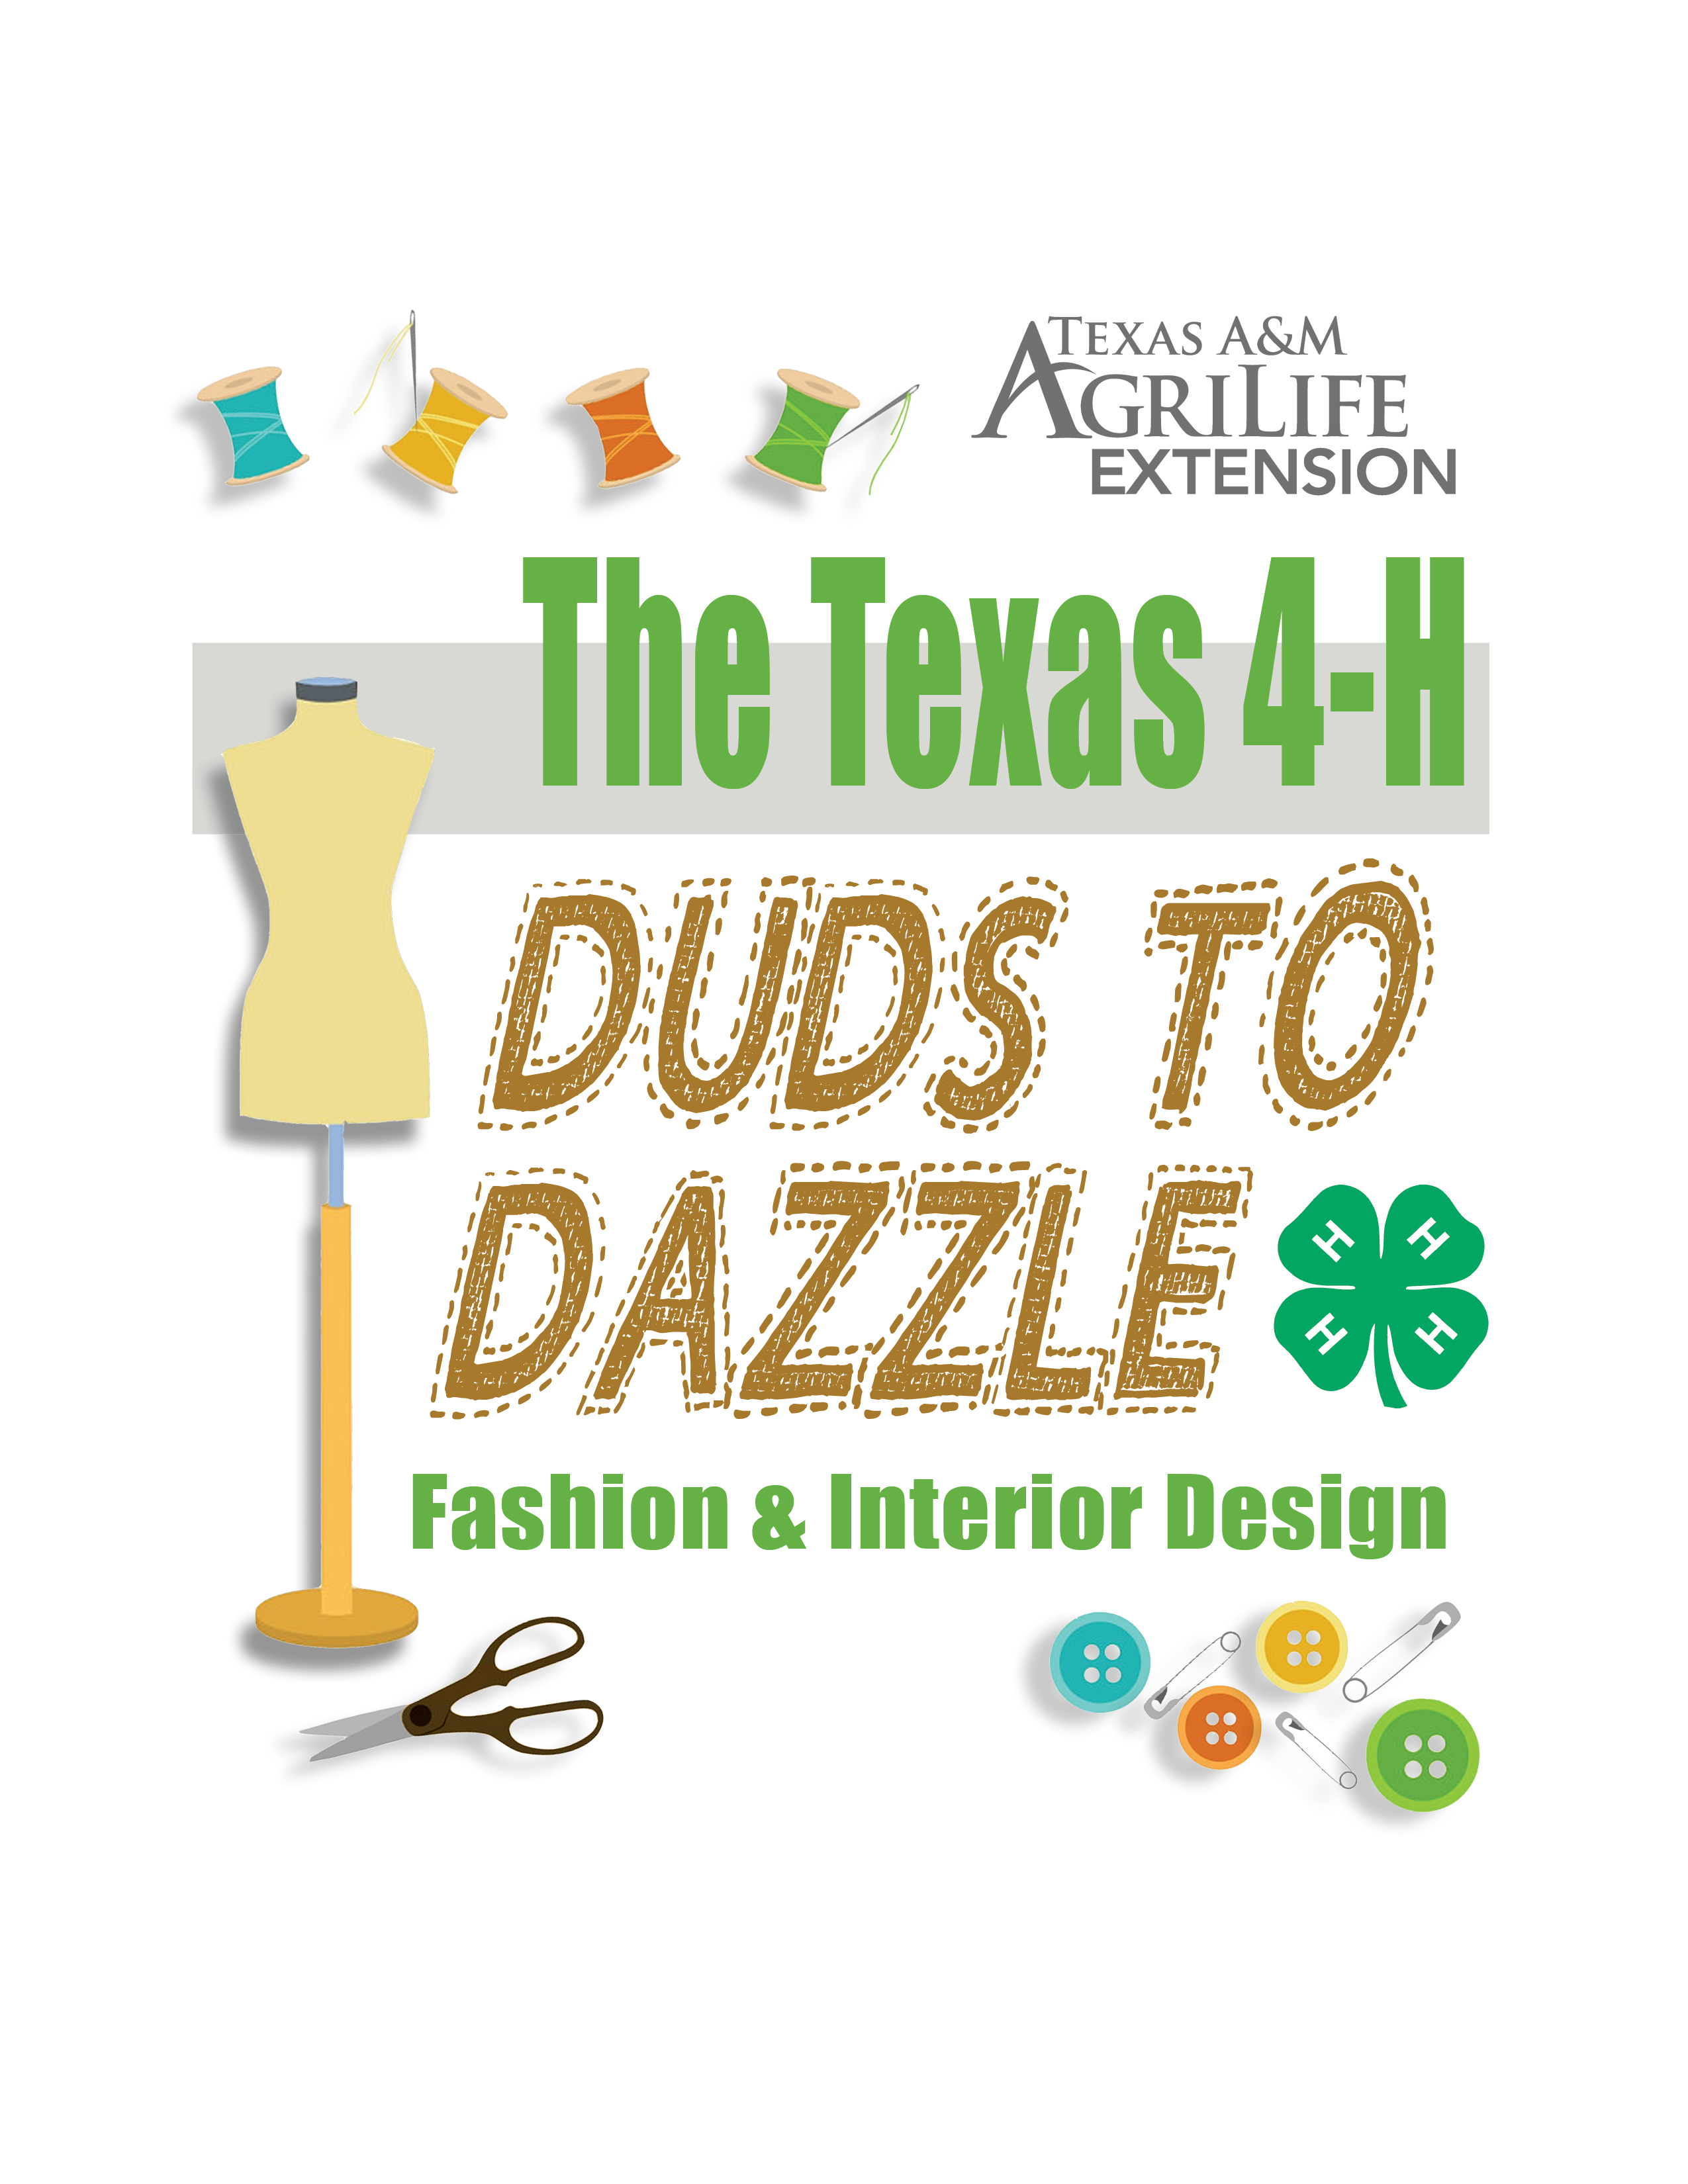 TEXAS A&M
AGRILIFE
EXTENSION
The Texas 4-H
DUDS TO
DAZZLE
H H
H H
Fashion & Interior Design